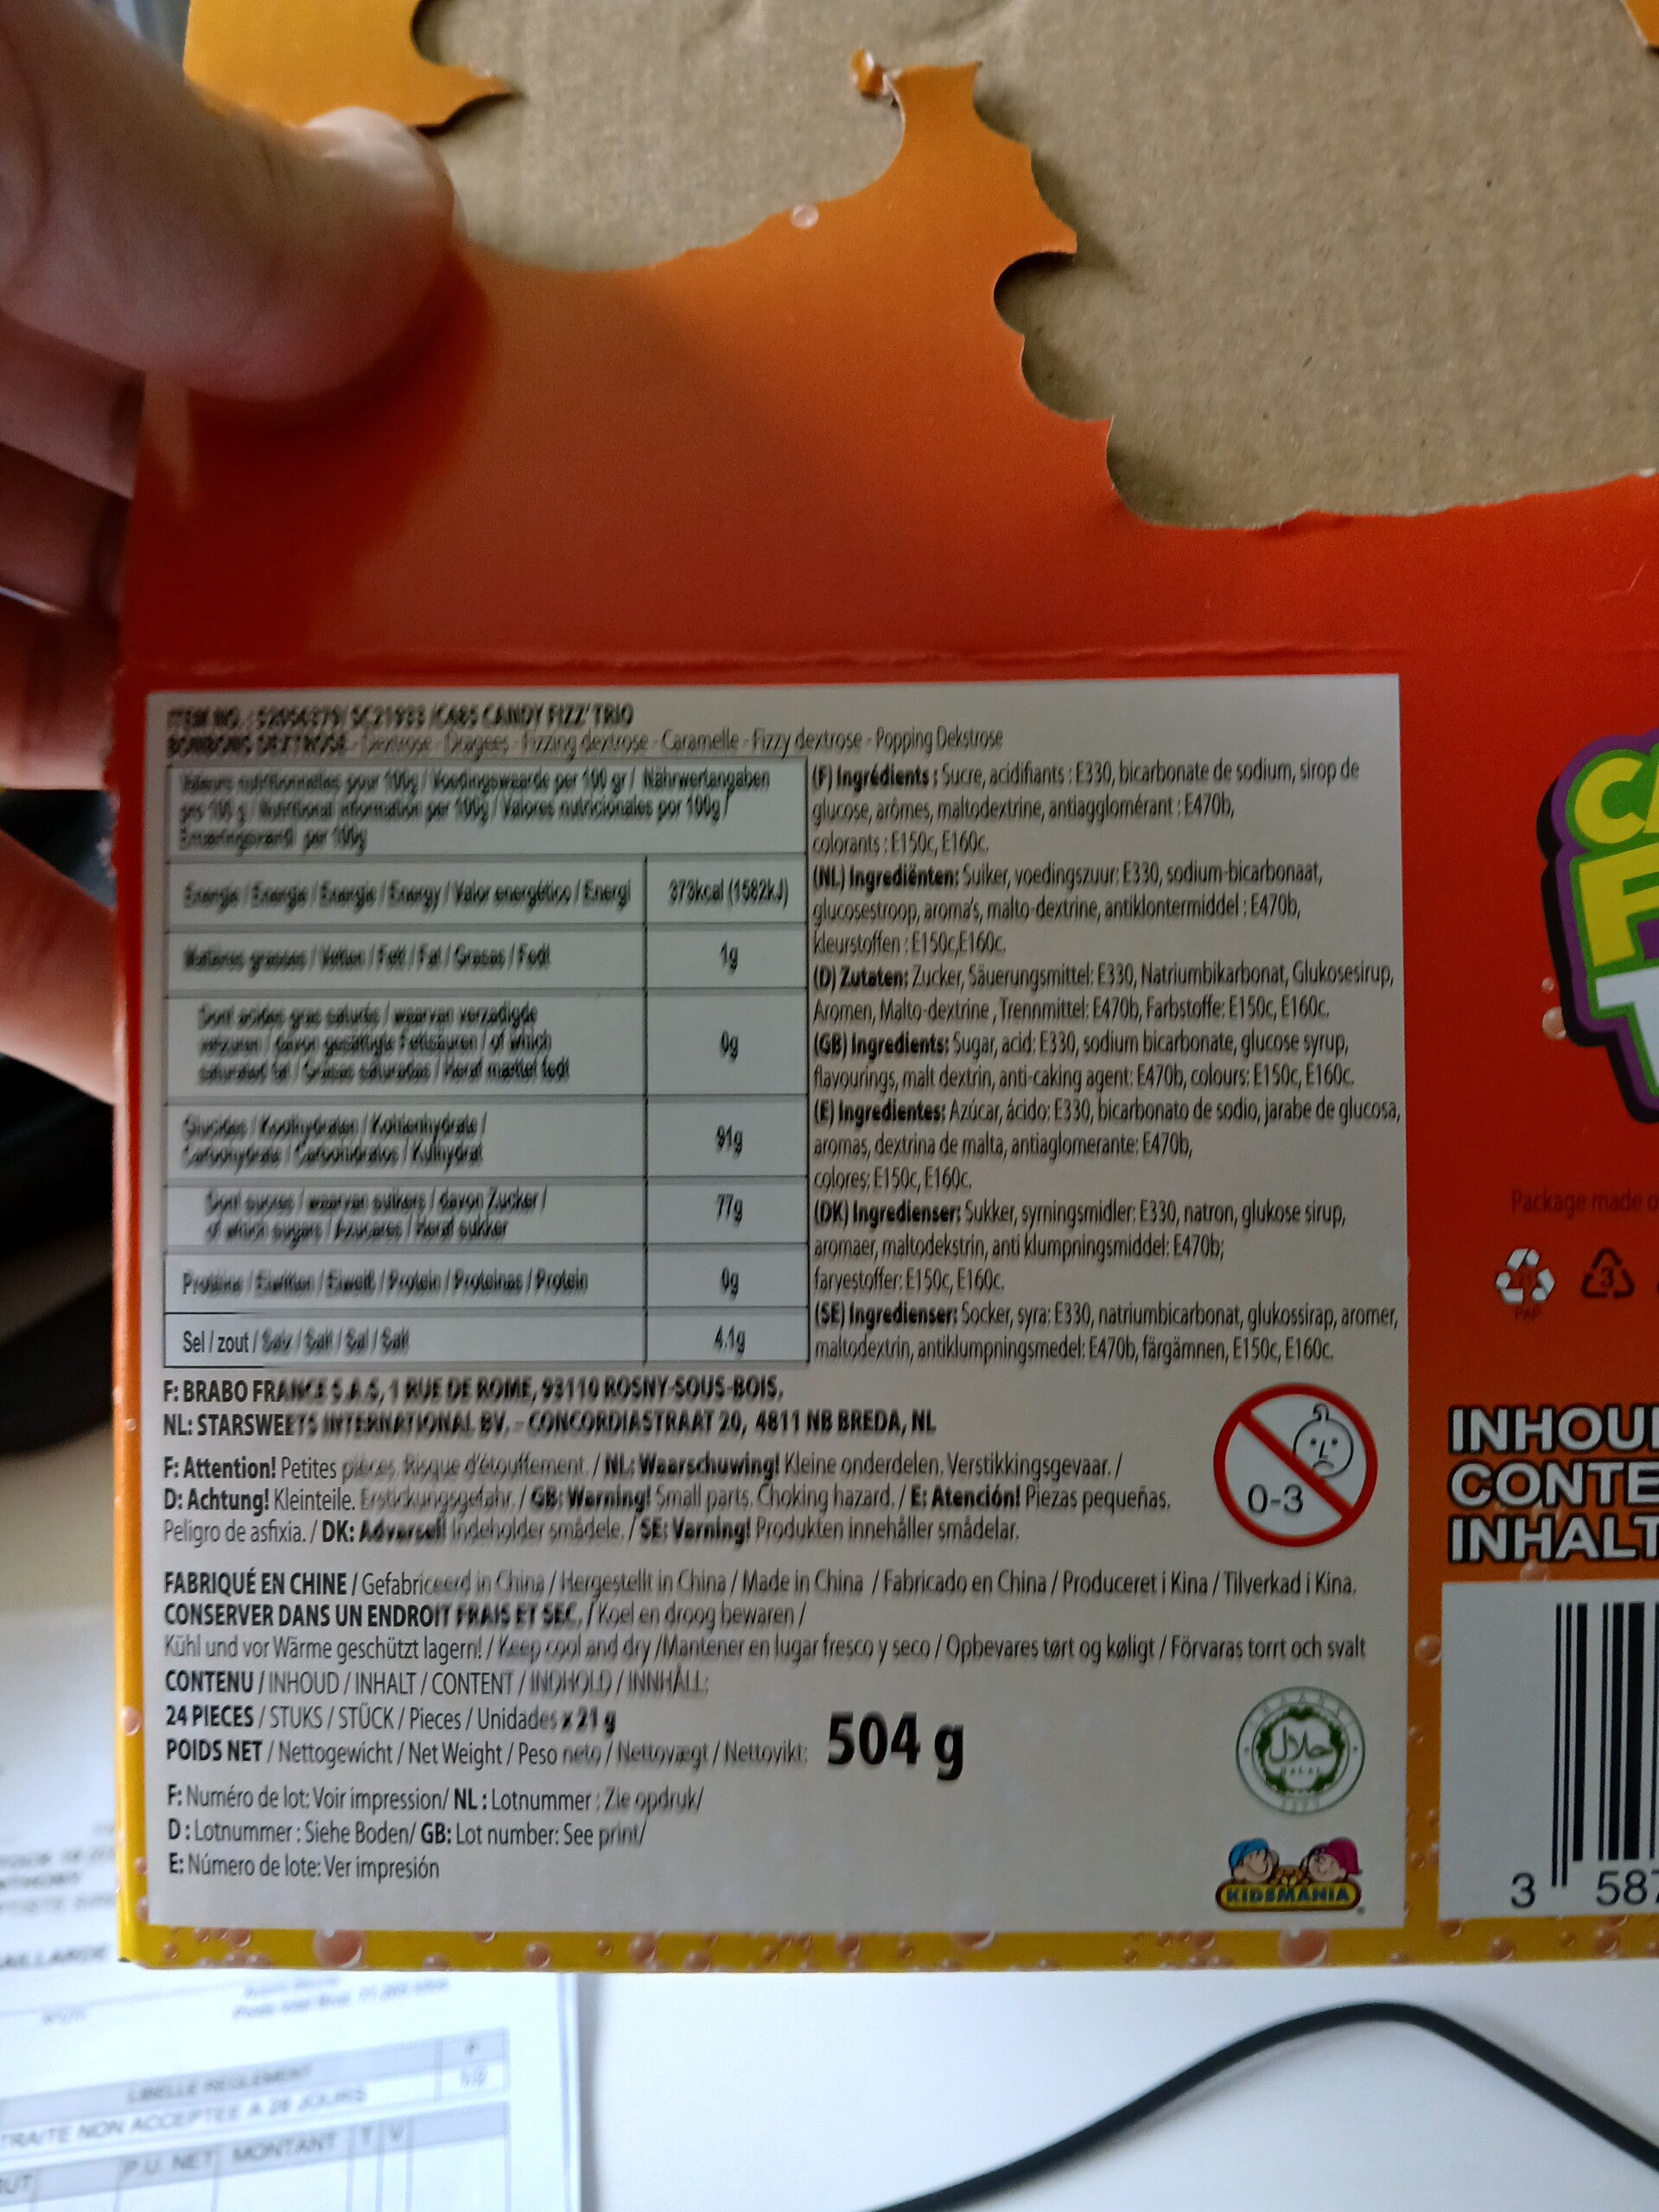 CANDY FIZZ' TRIO
Dextrose - Dragees - Fizzing dextrose - Caramelle - Fizzy dextrose - Popping Dekstrose
Valeurs nutritionnelles pour 100g / Voedingswaarde per 100 gr / Nährwertangaben
pro 100 g / Nutritional information per 100g / Valores nutricionales por 100g /
per 100g
Energie / Energie / Energie / Energy / Valor energético / Energi 373kcal (1582kJ)
Matières grasses / Vetten / Fett / Fat / Grasas / Fedt 1g
Dont acides gras saturés / waarvan verzadigde
vetzuren / davon gesättigte Fettsäuren / of which
saturated fat / Grasas saturadas / Heraf mættet fedt 0g
Glucides / Koolhydraten / Kohlenhydrate /
Carbohydrate / Carbohidratos / Kulhydrat 91g
Dont sucres / waarvan suikers / davon Zucker /
of which sugars / Azúcares / Heraf sukker 77g
Protéine / Eiwitten / Eiweiß / Protein / Proteinas / Protein 0g
Sel / zout / Salz / Salt / Sal / Salt 4.1g
(F) Ingrédients : Sucre, acidifiants : E330, bicarbonate de sodium, sirop de
glucose, arômes, maltodextrine, antiagglomérant : E470b,
colorants : E150c, E160c.
(NL) Ingrediënten: Suiker, voedingszuur: E330, sodium-bicarbonaat,
glucosestroop, aroma's, malto-dextrine, antiklontermiddel : E470b,
kleurstoffen : E150c,E160c.
(D) Zutaten: Zucker, Säuerungsmittel: E330, Natriumbikarbonat, Glukosesirup,
Aromen, Malto-dextrine , Trennmittel: E470b, Farbstoffe: E150c, E160c.
(GB) Ingredients: Sugar, acid: E330, sodium bicarbonate, glucose syrup,
flavourings, malt dextrin, anti-caking agent: E470b, colours: E150c, E160c.
(E) Ingredientes: Azúcar, ácido: E330, bicarbonato de sodio, jarabe de glucosa,
aromas, dextrina de malta, antiaglomerante: E470b,
colores; E150c, E160c.
(DK) Ingredienser: Sukker, syrningsmidler: E330, natron, glukose sirup,
aromaer, maltodekstrin, anti klumpningsmiddel: E470b;
farvestoffer: E150c, E160c.
(SE) Ingredienser: Socker, syra: E330, natriumbicarbonat, glukossirap, aromer,
maltodextrin, antiklumpningsmedel: E470b, färgämnen, E150c, E160c.
F: BRABO FRANCE S.A.S, 1 RUE DE ROME, 93110 ROSNY-SOUS-BOIS.
NL: STARSWEETS INTERNATIONAL BV. - CONCORDIASTRAAT 20, 4811 NB BREDA, NL
F: Attention! Petites pièces. Risque d'étouffement. / NL: Waarschuwing! Kleine onderdelen. Verstikkingsgevaar. /
D: Achtung! Kleinteile. Erstickungsgefahr. / GB: Warning! Small parts. Choking hazard. / E: Atención! Piezas pequeñas.
Peligro de asfixia. / DK: Advarsel! Indeholder smådele. / SE: Varning! Produkten innehåller smådelar.
0-3
FABRIQUÉ EN CHINE / Gefabriceerd in China / Hergestellt in China / Made in China / Fabricado en China / Produceret i Kina / Tilverkad i Kina.
CONSERVER DANS UN ENDROIT FRAIS ET SEC. / Koel en droog bewaren /
Kühl und vor Wärme geschützt lagern! / Keep cool and dry /Mantener en lugar fresco y seco / Opbevares tørt og køligt / Förvaras torrt och svalt
CONTENU / INHOUD / INHALT / CONTENT / INDHOLD / INNHÅLL:
24 PIECES / STUKS / STÜCK / Pieces / Unidades x 21 g
POIDS NET / Nettogewicht / Net Weight / Peso neto / Nettovægt / Nettovikt: 504 g
F: Numéro de lot: Voir impression/ NL : Lotnummer : Zie opdruk/
D : Lotnummer : Siehe Boden/ GB: Lot number: See print/
E: Número de lote: Ver impresión
حلال
HALAL
KIDSMANIA
Package made o
PAP
3
INHOU
CONTE
INHALT
3 587
LIBELLE REGLEMENT
TRAITE NON ACCEPTEE A 28 JOURS
P.U. NET MONTANT T V